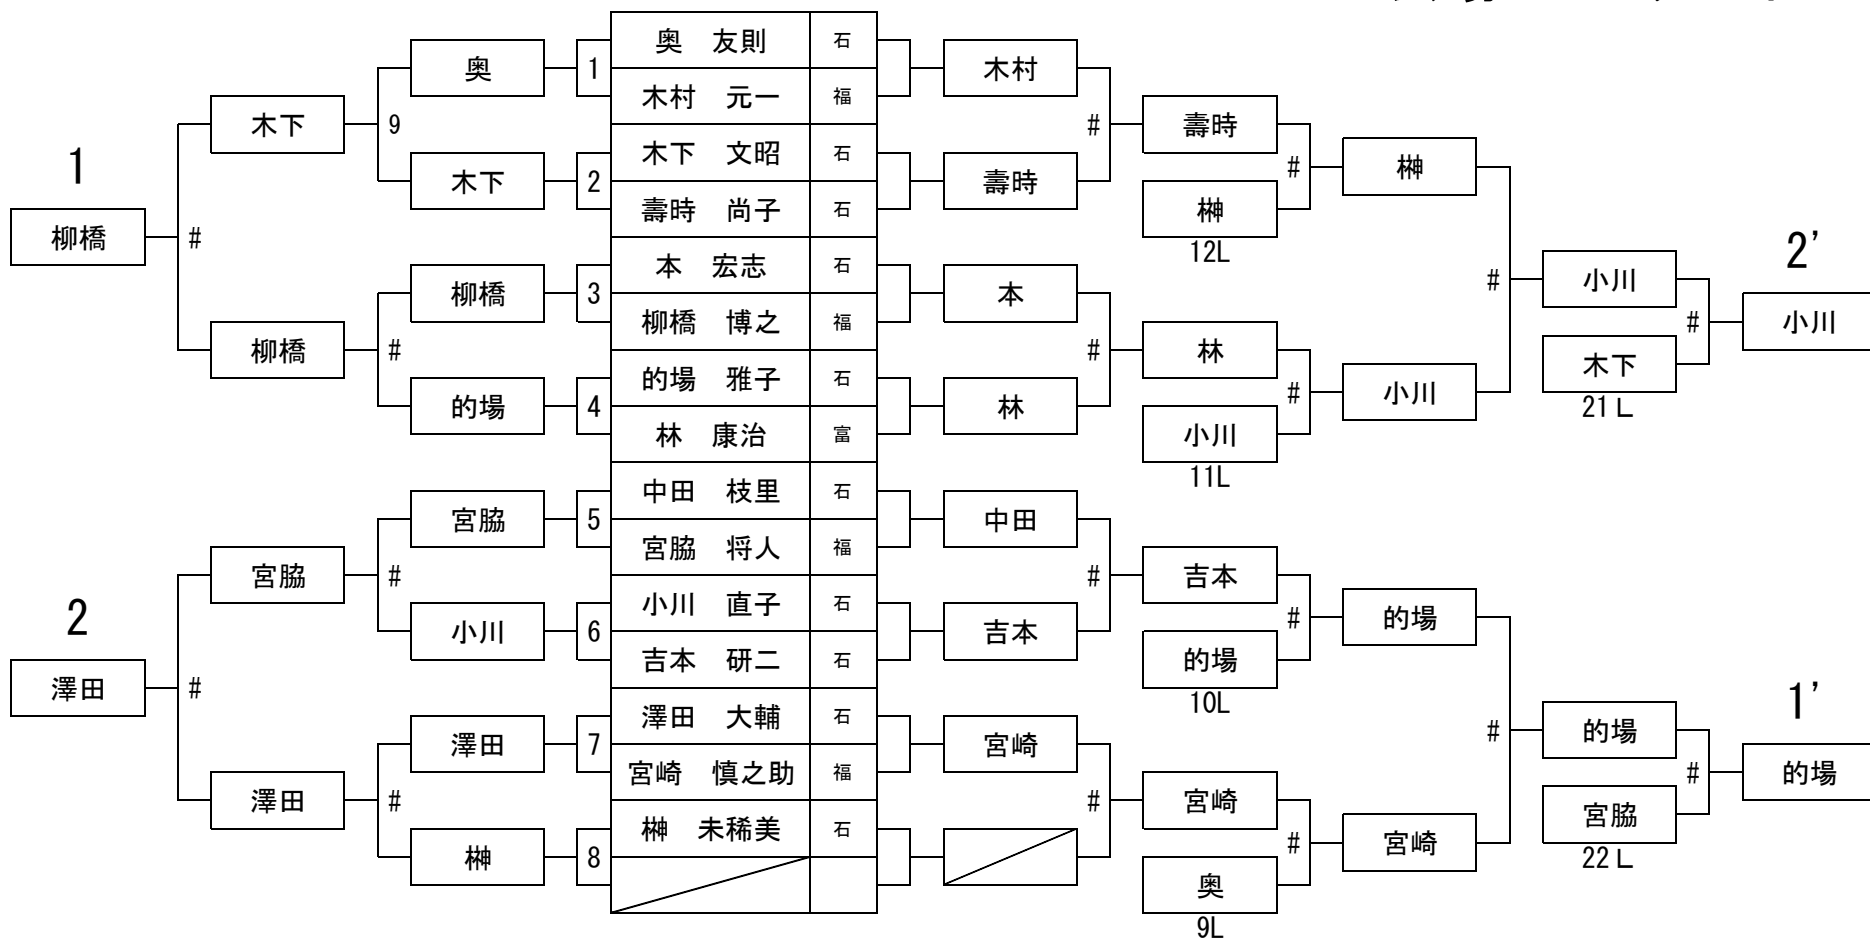 奥　友則　石
奥　1　木村
木村　元一　福
木下　9　#　壽時
木下　文昭　石
1　木下　2　壽時　#　榊
壽時　尚子　石　榊
柳橋　#　12L　2’
本　宏志　石
柳橋　3　本　#　小川
柳橋　博之　福　#　小川
柳橋　#　#　林
的場　雅子　石　木下
的場　4　林　#　小川　21L
林　康治　富　小川
11L
中田　枝里　石
宮脇　5　中田
宮脇　将人　福
宮脇　#　#　吉本
小川　直子　石
2　小川　6　吉本　#　的場
吉本　研二　石　的場
澤田　#　10L　1’
澤田　大輔　石
澤田　7　宮崎　#　的場
宮崎　慎之助　福　#　的場
澤田　#　#　宮崎
榊　未稀美　石　宮脇
榊　8　#　宮崎　22L
奥
9L